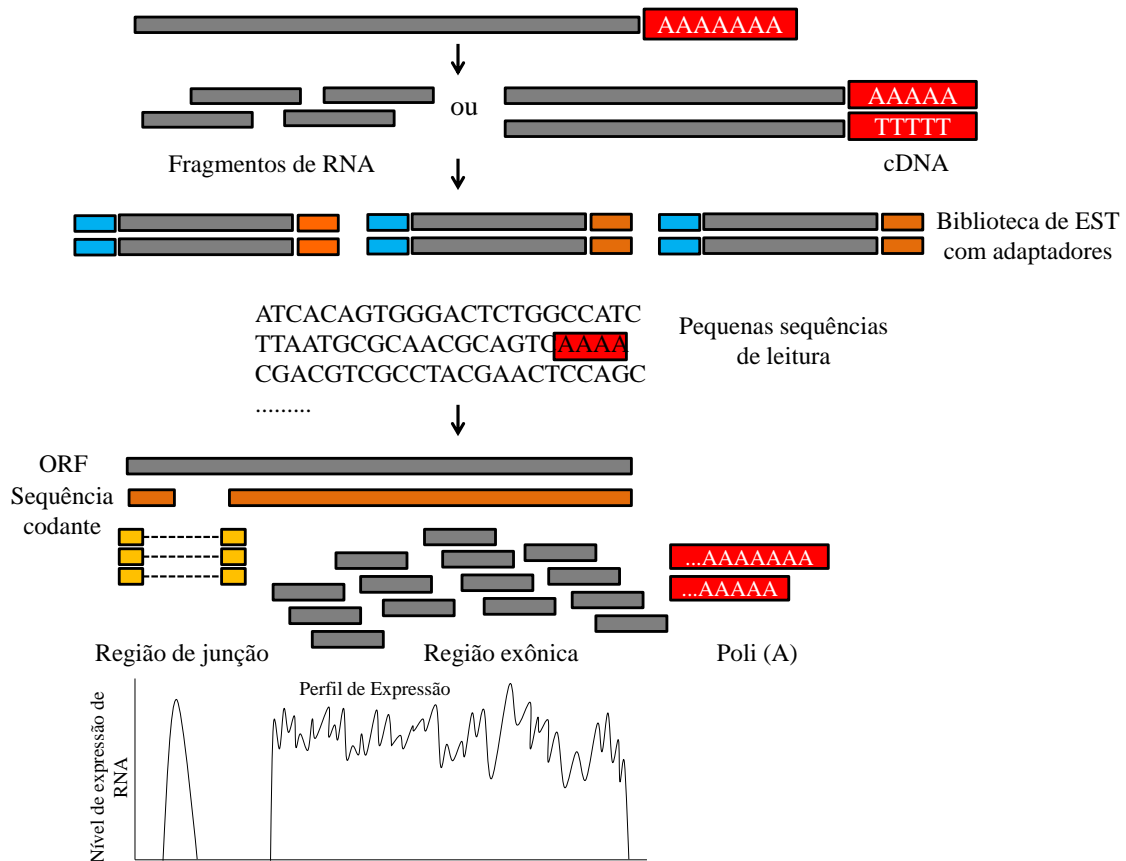 AAAAAAA
ou
AAAAA
TTTTT
Fragmentos de RNA
cDNA
Biblioteca de EST
com adaptadores
ATCACAGTGGGACTCTGGCCATC
TTAATGCGCAACGCAGTCAAAA
CGACGTCGCCTACGAACTCCAGC
.........
Pequenas sequências
de leitura
ORF
Sequência
codante
...AAAAAAA
...AAAAA
Região de junção
Região exônica
Poli (A)
Perfil de Expressão
Nível de expressão de
RNA